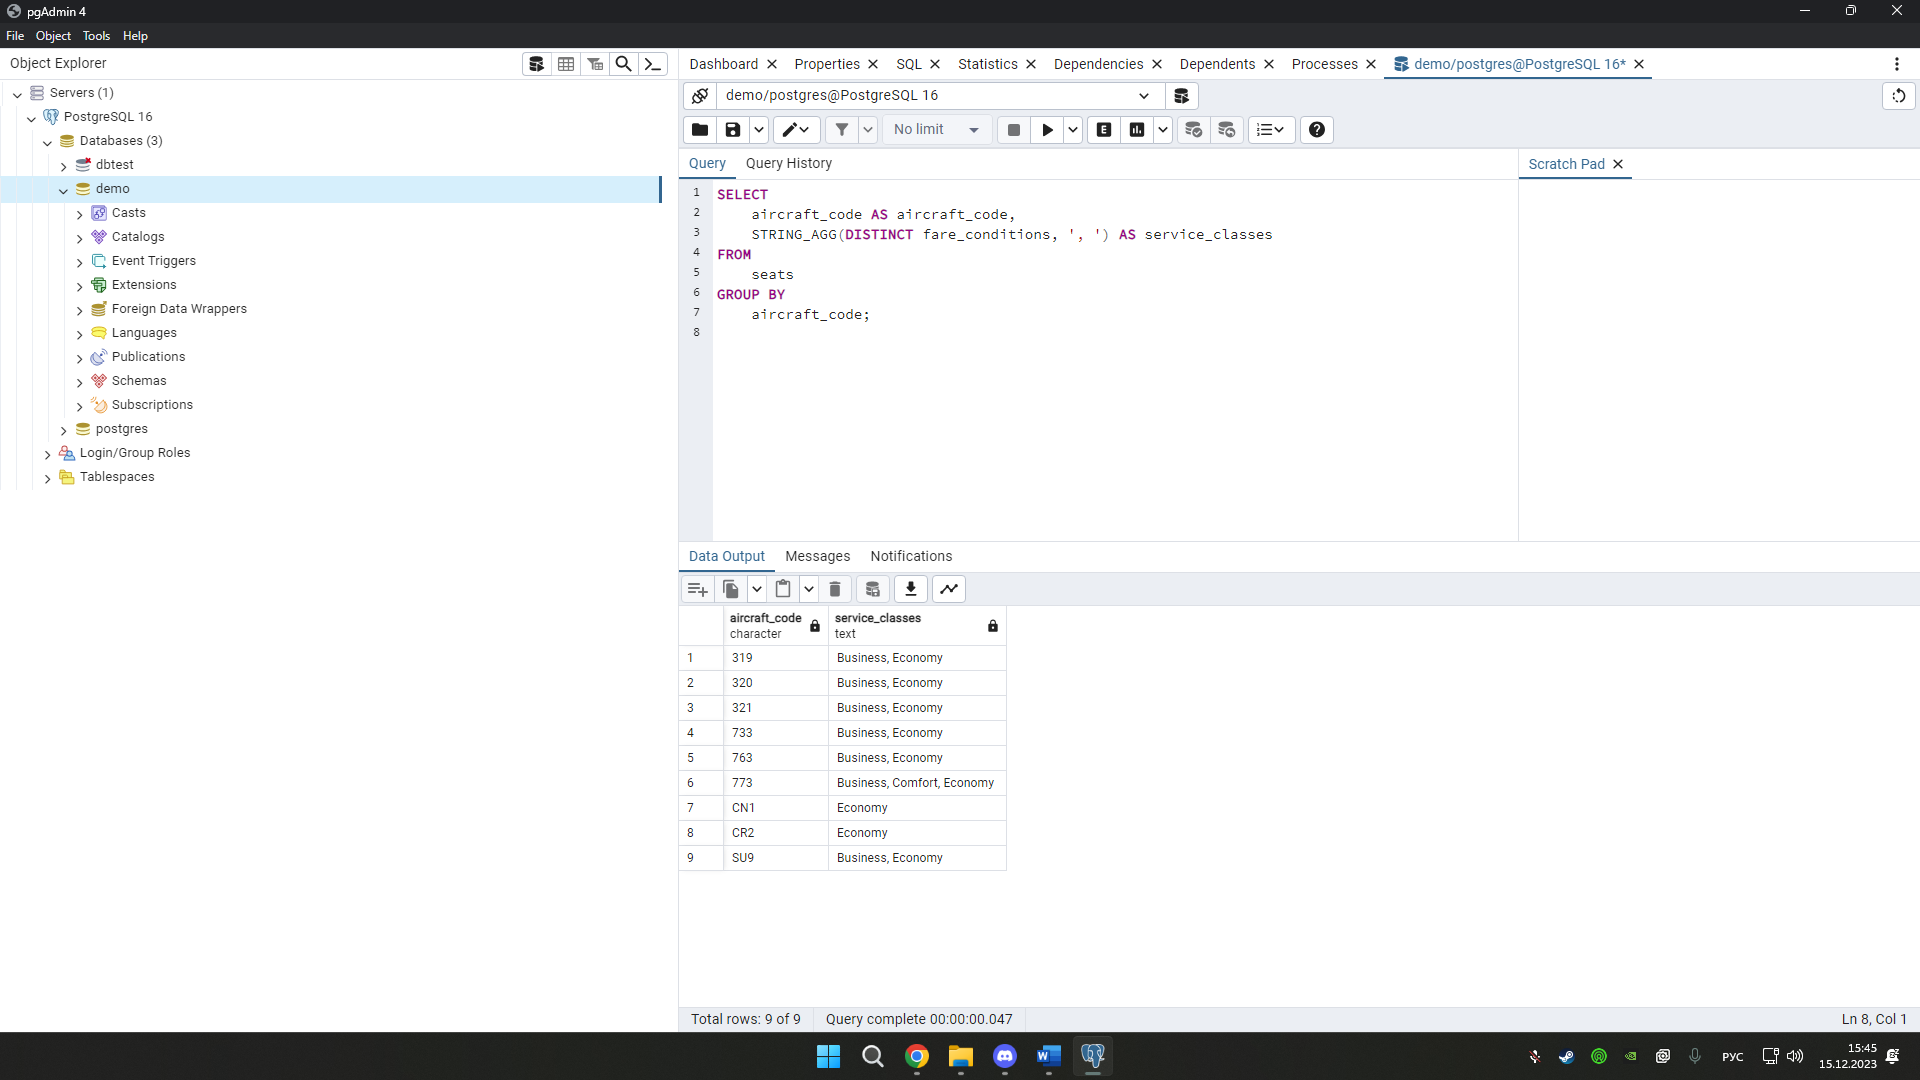 pgAdmin 4
File Object Tools Help
Object Explorer
Servers (1)
PostgreSQL 16
Databases (3)
dbtest
demo
Casts
Catalogs
Event Triggers
Extensions
Foreign Data Wrappers
Languages
Publications
Schemas
Subscriptions
postgres
Login/Group Roles
Tablespaces
Dashboard Properties SQL Statistics Dependencies Dependents Processes demo/postgres@PostgreSQL 16*
demo/postgres@PostgreSQL 16
No limit
Query Query History
Scratch Pad
1 SELECT
2 aircraft_code AS aircraft_code,
3 STRING_AGG(DISTINCT fare_conditions, ', ') AS service_classes
4 FROM
5 seats
6 GROUP BY
7 aircraft_code;
8
Data Output Messages Notifications
aircraft_code service_classes
character text
1 319 Business, Economy
2 320 Business, Economy
3 321 Business, Economy
4 733 Business, Economy
5 763 Business, Economy
6 773 Business, Comfort, Economy
7 CN1 Economy
8 CR2 Economy
9 SU9 Business, Economy
Total rows: 9 of 9 Query complete 00:00:00.047 Ln 8, Col 1
РУС
15:45
15.12.2023